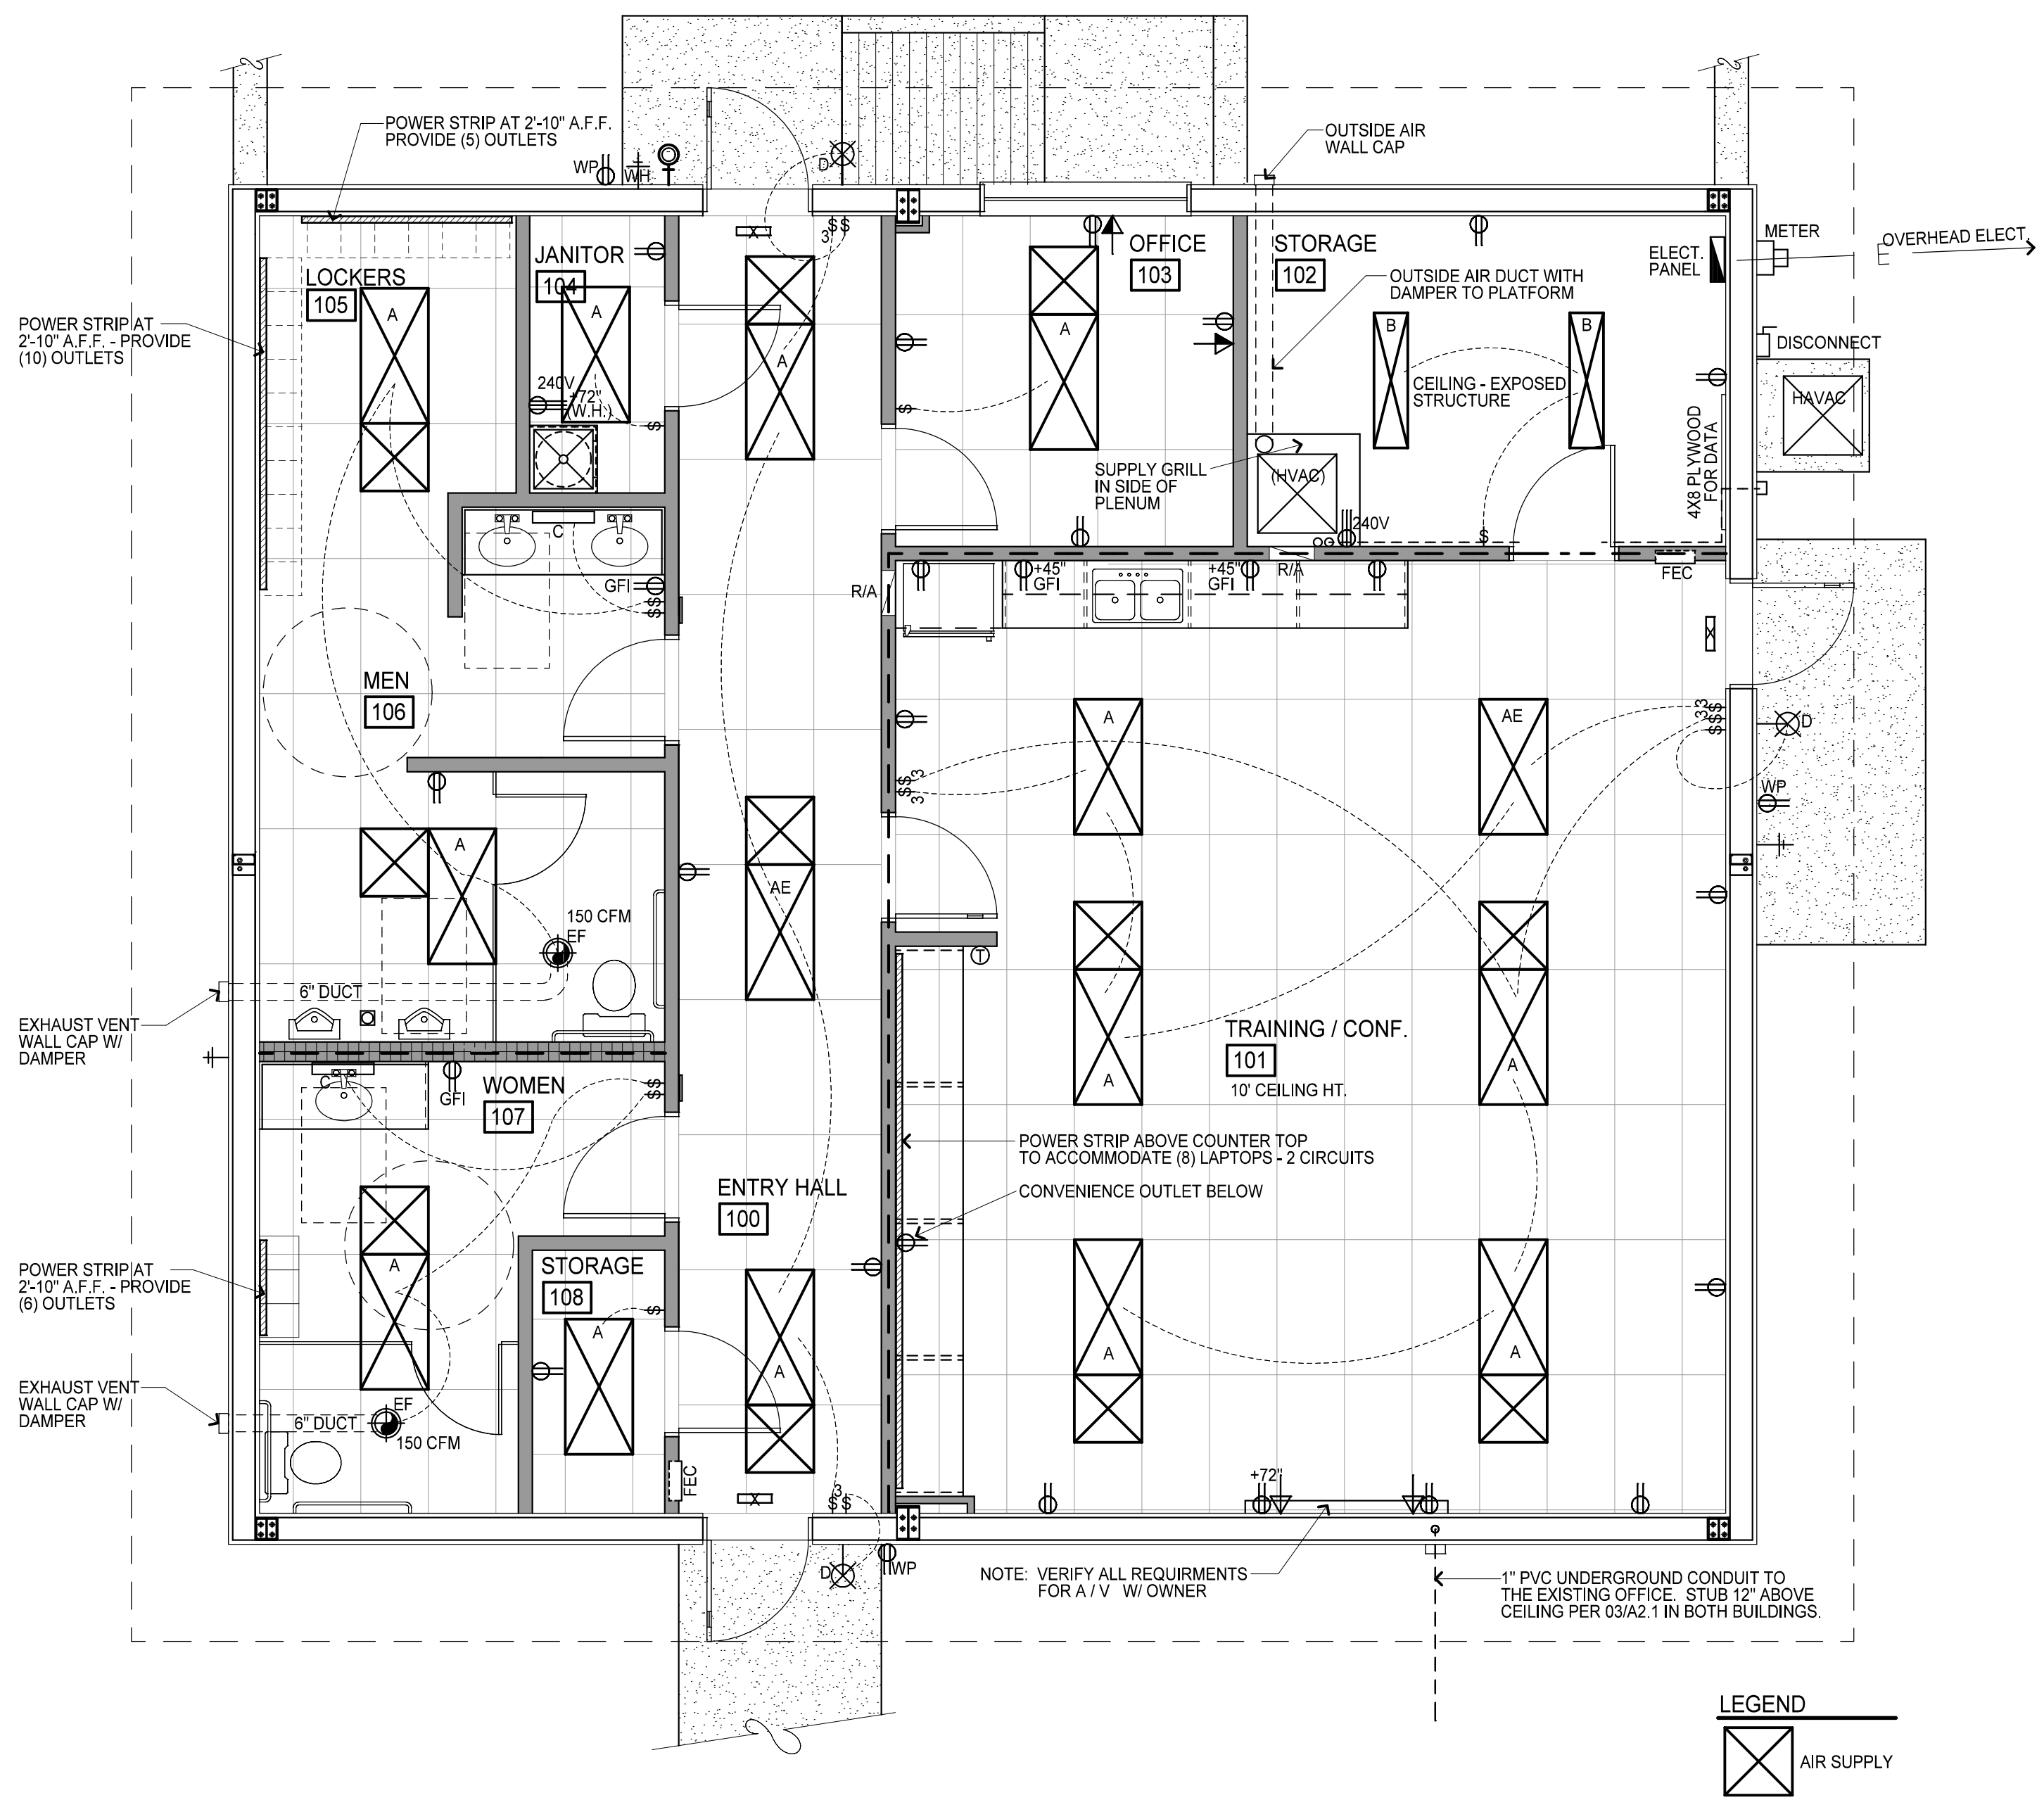 POWER STRIP AT 2'-10" A.F.F.
PROVIDE (5) OUTLETS
WP
WH
D
OUTSIDE AIR
WALL CAP
3
$$
X
LOCKERS
105
A
JANITOR
104
A
240V
+72"
(W.H.)
$
A
OFFICE
103
A
$
STORAGE
102
ELECT.
PANEL
METER
OVERHEAD ELECT.
E
OUTSIDE AIR DUCT WITH
DAMPER TO PLATFORM
B
B
CEILING - EXPOSED
STRUCTURE
DISCONNECT
HAVAC
4X8 PLYWOOD
FOR DATA
POWER STRIP AT
2'-10" A.F.F. - PROVIDE
(10) OUTLETS
SUPPLY GRILL
IN SIDE OF
PLENUM
(HVAC)
240V
$
C
GFI
$$
R/A
+45"
GFI
+45"
GFI
R/A
FEC
X
MEN
106
A
AE
3
3
$$$
D
WP
$$
3
3
A
AE
150 CFM
EF
6" DUCT
EXHAUST VENT
WALL CAP W/
DAMPER
T
TRAINING / CONF.
101
10' CEILING HT.
A
A
C
GFI
WOMEN
107
$$
POWER STRIP ABOVE COUNTER TOP
TO ACCOMMODATE (8) LAPTOPS - 2 CIRCUITS
CONVENIENCE OUTLET BELOW
ENTRY HALL
100
POWER STRIP AT
2'-10" A.F.F. - PROVIDE
(6) OUTLETS
A
STORAGE
108
$
A
A
A
A
EXHAUST VENT
WALL CAP W/
DAMPER
6" DUCT
EF
150 CFM
FEC
X
3
$$
+72"
D
WP
NOTE: VERIFY ALL REQUIRMENTS
FOR A / V W/ OWNER
1" PVC UNDERGROUND CONDUIT TO
THE EXISTING OFFICE. STUB 12" ABOVE
CEILING PER 03/A2.1 IN BOTH BUILDINGS.
LEGEND
AIR SUPPLY